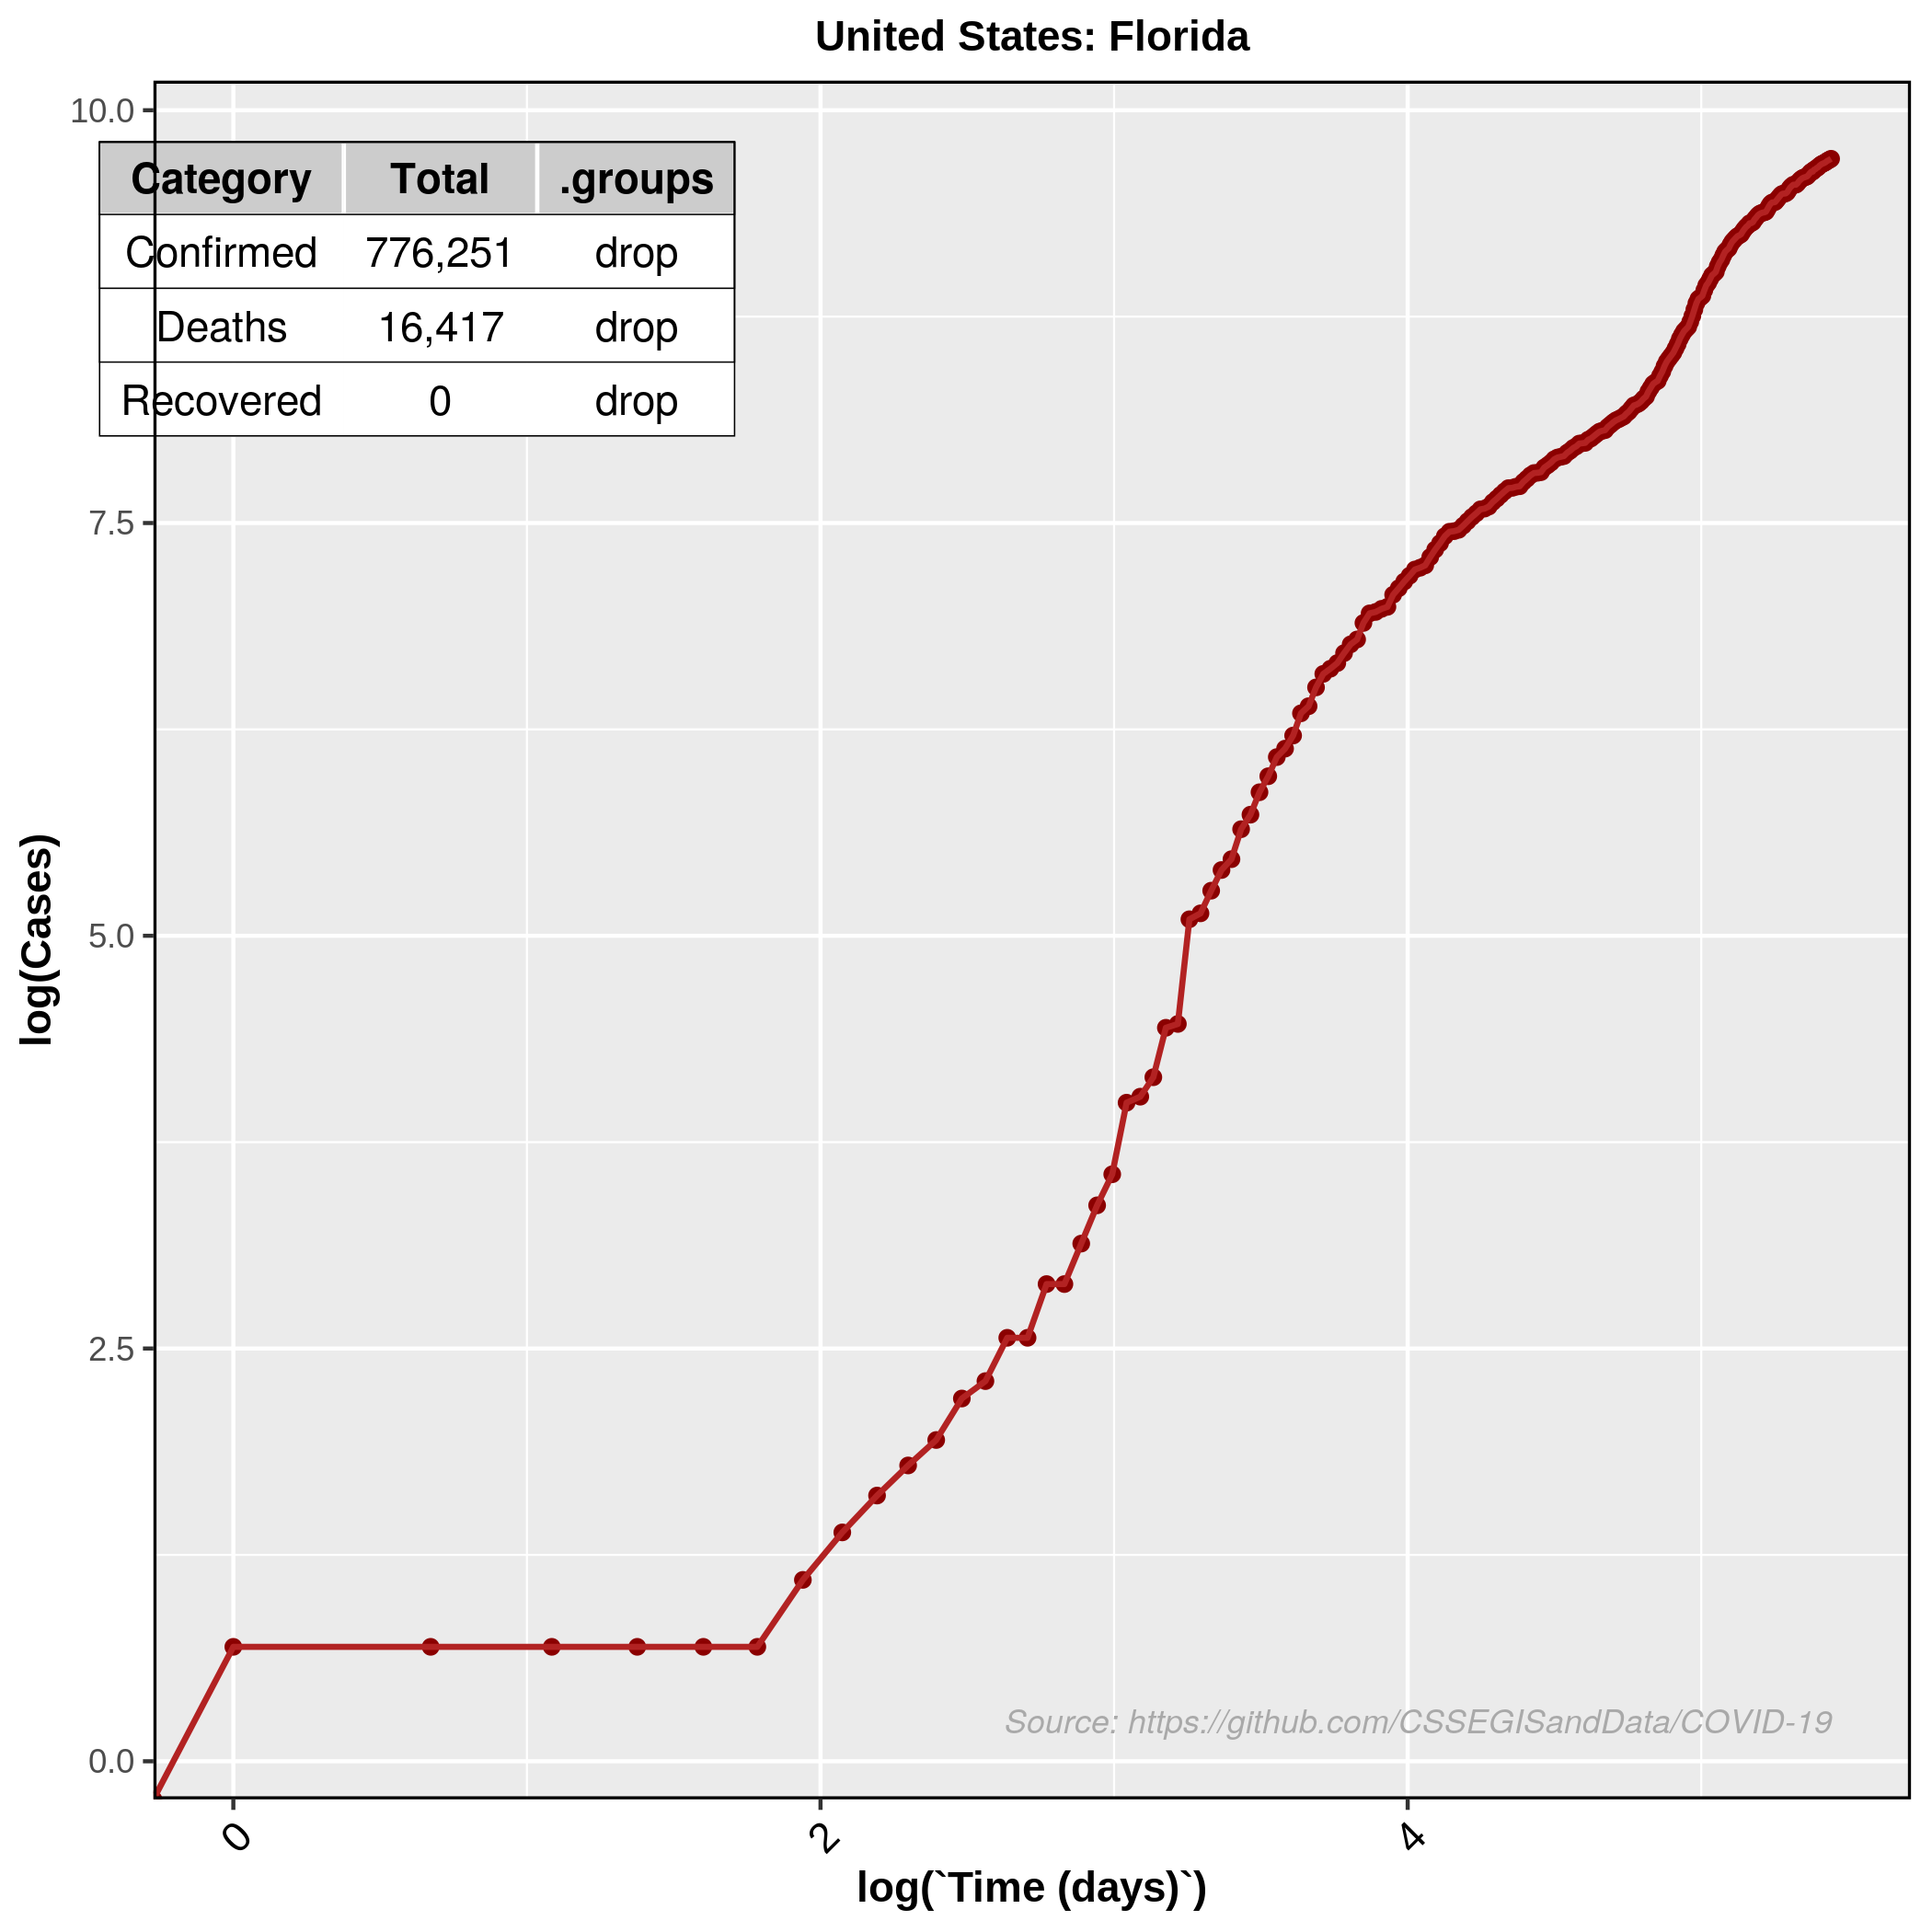 United States: Florida
10.0
Category Total .groups
Confirmed 776,251 drop
Deaths 16,417 drop
Recovered 0 drop
7.5
5.0
2.5
0.0
log(Cases)
Source: https://github.com/CSSEGISandData/COVID-19
0 2 4
log(`Time (days)`)